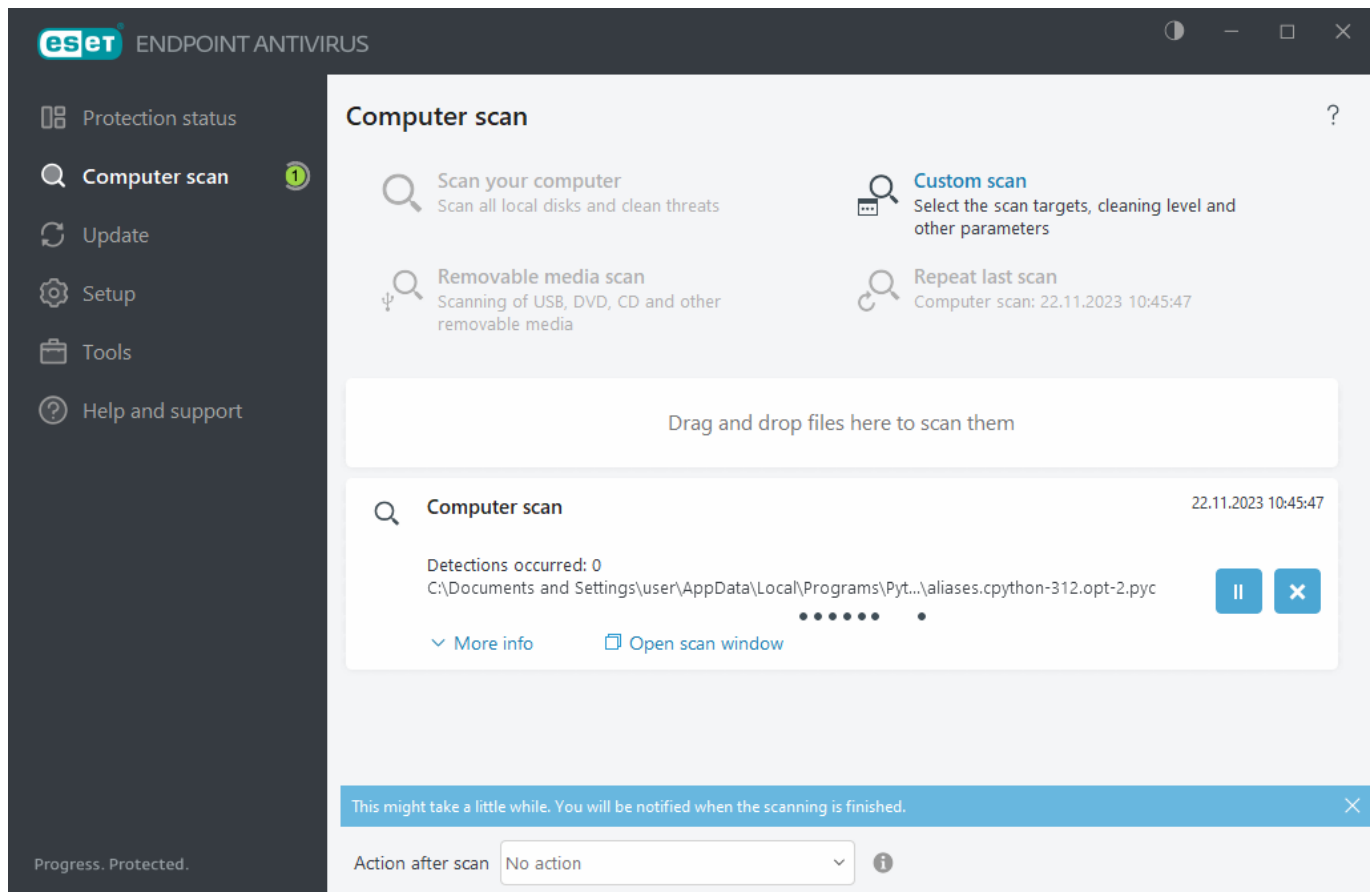 eset ENDPOINT ANTIVIRUS
Protection status
Computer scan 1
Update
Setup
Tools
Help and support
Progress. Protected.
Computer scan ?
Scan your computer
Scan all local disks and clean threats
Custom scan
Select the scan targets, cleaning level and
other parameters
Removable media scan
Scanning of USB, DVD, CD and other
removable media
Repeat last scan
Computer scan: 22.11.2023 10:45:47
Drag and drop files here to scan them
Computer scan 22.11.2023 10:45:47
Detections occurred: 0
C:\Documents and Settings\user\AppData\Local\Programs\Pyt...\aliases.cpython-312.opt-2.pyc
More info Open scan window
This might take a little while. You will be notified when the scanning is finished.
Action after scan No action